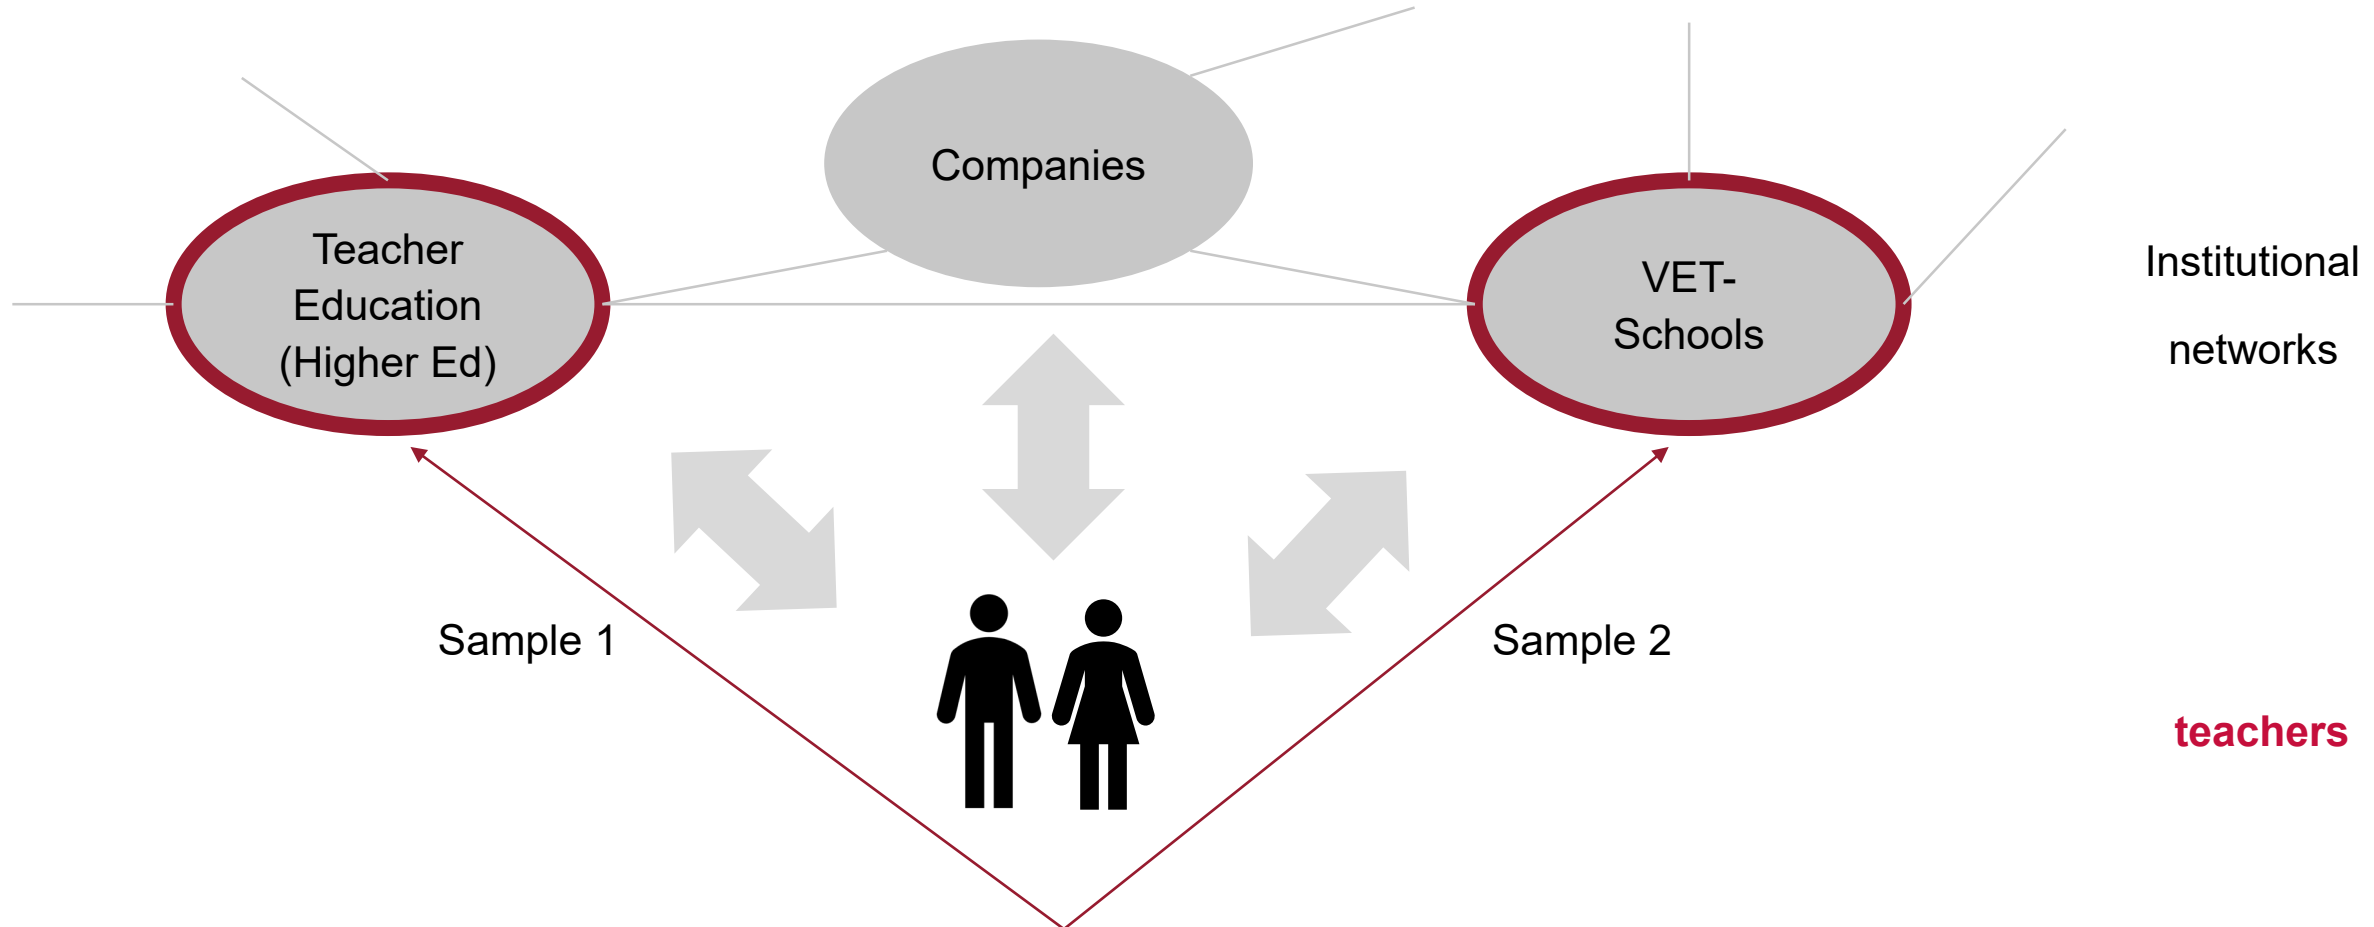 Companies
Teacher
Education
(Higher Ed)
VET-
Schools
Institutional
networks
Sample 1
Sample 2
teachers